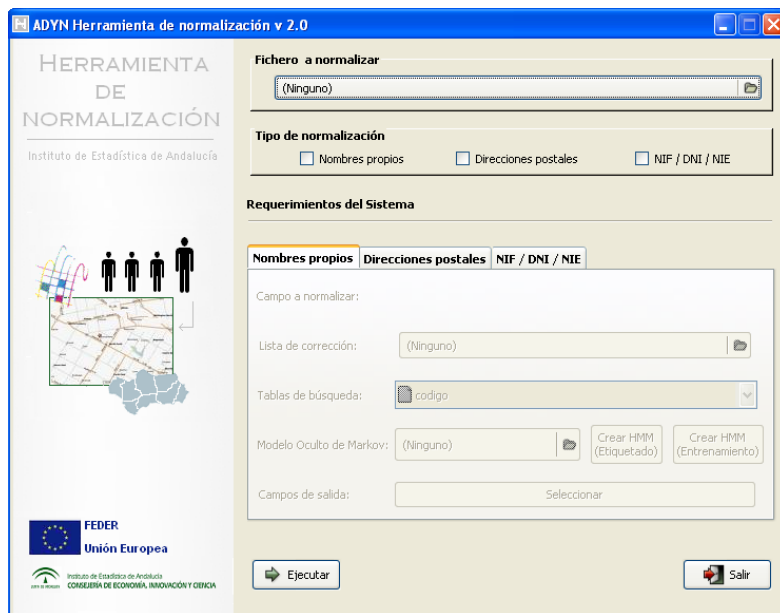 ADYN Herramienta de normalización v 2.0
HERRAMIENTA
DE
NORMALIZACIÓN
Instituto de Estadística de Andalucía
FEDER
Unión Europea
Instituto de Estadística de Andalucía
CONSEJERÍA DE ECONOMÍA, INNOVACIÓN Y CIENCIA
Fichero a normalizar
(Ninguno)
Tipo de normalización
Nombres propios
Direcciones postales
NIF / DNI / NIE
Requerimientos del Sistema
Nombres propios
Direcciones postales
NIF / DNI / NIE
Campo a normalizar:
Lista de corrección:
(Ninguno)
Tablas de búsqueda:
codigo
Modelo Oculto de Markov:
(Ninguno)
Crear HMM
(Etiquetado)
Crear HMM
(Entrenamiento)
Campos de salida:
Seleccionar
Ejecutar
Salir